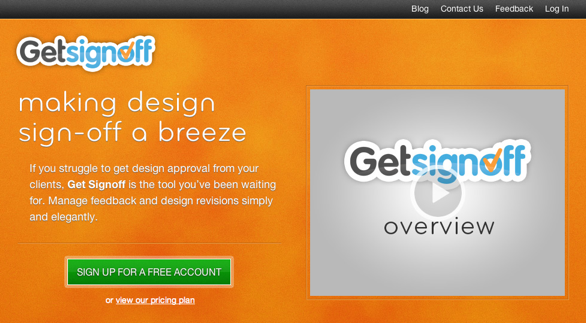 Blog Contact Us Feedback Log In
Getsignoff
making design
sign-off a breeze
If you struggle to get design approval from your
clients, Get Signoff is the tool you've been waiting
for. Manage feedback and design revisions simply
and elegantly.
SIGN UP FOR A FREE ACCOUNT
or view our pricing plan
Getsignoff
overview